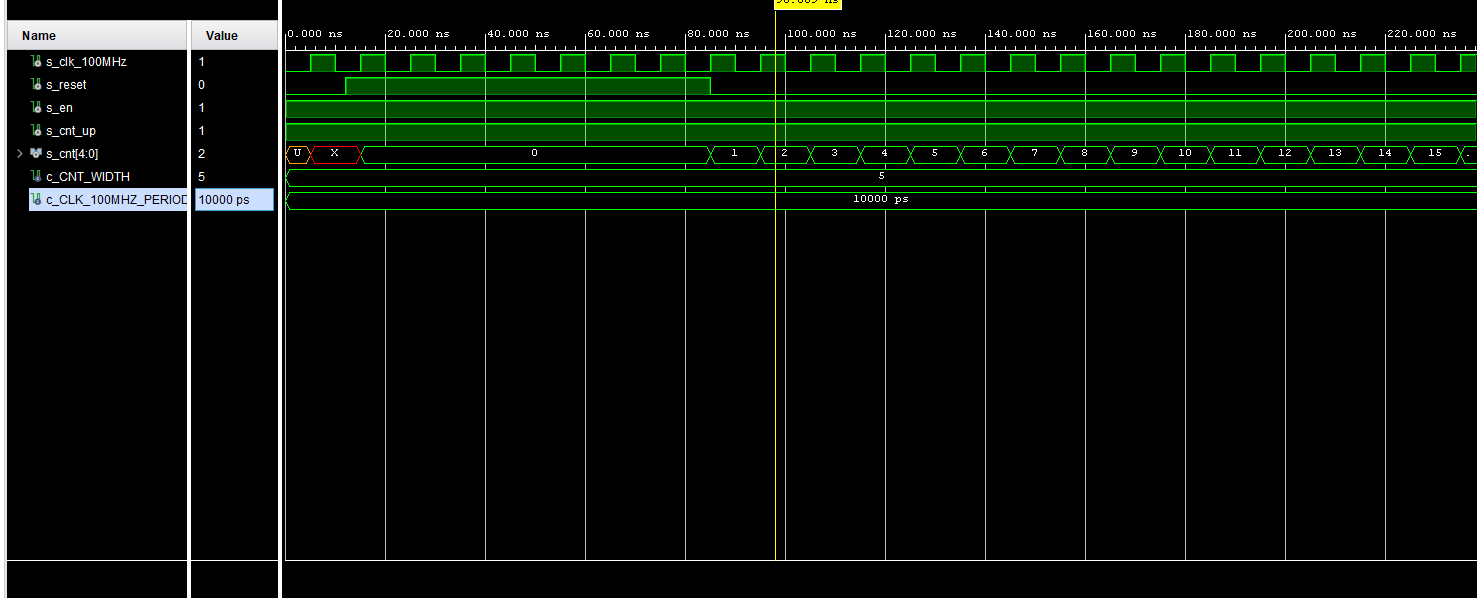 Name Value 0.000 ns 20.000 ns 40.000 ns 60.000 ns 80.000 ns 100.000 ns 120.000 ns 140.000 ns 160.000 ns 180.000 ns 200.000 ns 220.000 ns
s_clk_100MHz 1
s_reset 0
s_en 1
s_cnt_up 1
s_cnt[4:0] 2 U X 0 1 2 3 4 5 6 7 8 9 10 11 12 13 14 15 .
c_CNT_WIDTH 5 5
c_CLK_100MHZ_PERIOD 10000 ps 10000 ps